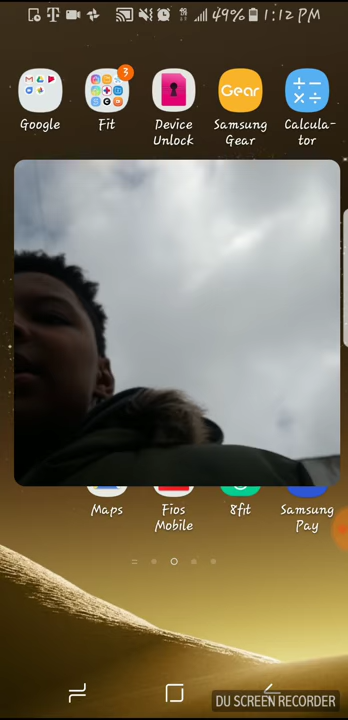 49% 1:12 PM
3
Gear
Google Fit Device Samsung Calcula-
Unlock Gear tor
Maps Fios 8fit Samsung
Mobile Pay
DU SCREEN RECORDER